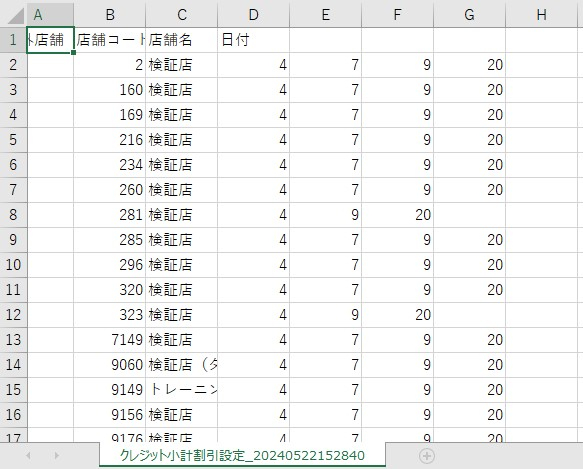 A B C D E F G H
1 店舗 店舗コード 店舗名 日付
2 2 検証店 4 7 9 20
3 160 検証店 4 7 9 20
4 169 検証店 4 7 9 20
5 216 検証店 4 7 9 20
6 234 検証店 4 7 9 20
7 260 検証店 4 7 9 20
8 281 検証店 4 9 20
9 285 検証店 4 7 9 20
10 296 検証店 4 7 9 20
11 320 検証店 4 7 9 20
12 323 検証店 4 9 20
13 7149 検証店 4 7 9 20
14 9060 検証店（タ 4 7 9 20
15 9149 トレーニン 4 7 9 20
16 9156 検証店 4 7 9 20
17 9176 検証店 4 7 9 20
クレジット小計割引設定_20240522152840